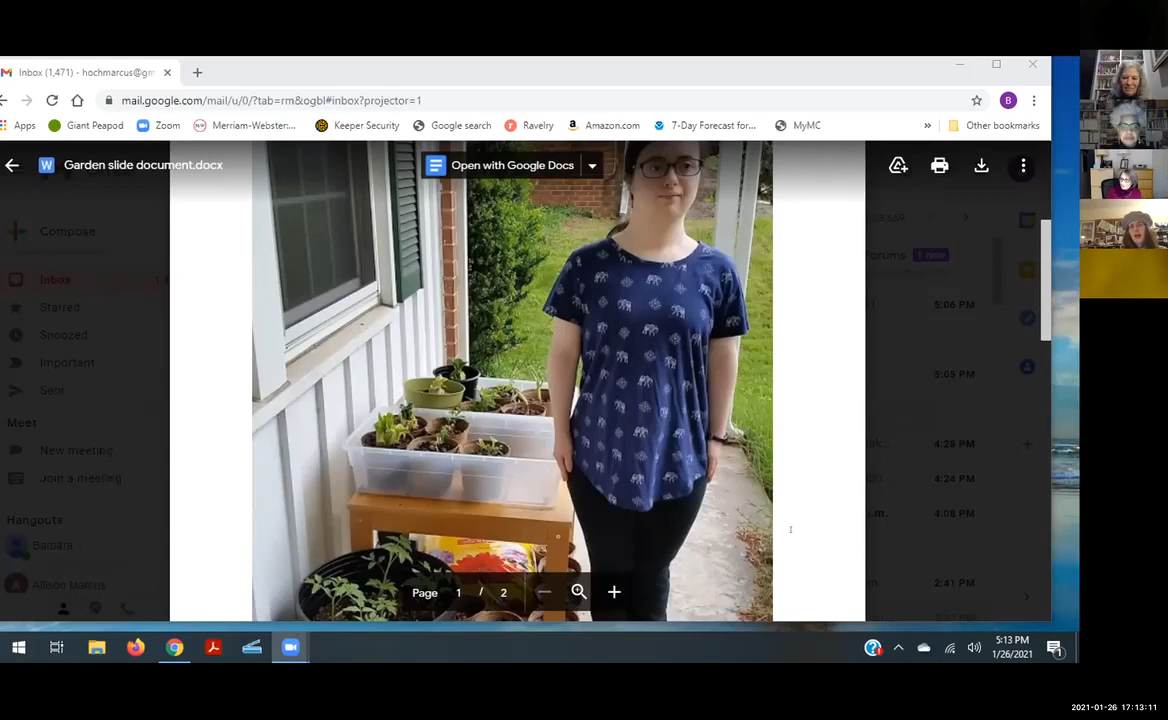 Inbox (1,471) - hochmarcus@gm
mail.google.com/mail/u/0/?tab=rm&ogbl#inbox?projector=1
Apps Giant Peapod Zoom Merriam-Webster:... Keeper Security Google search Ravelry Amazon.com 7-Day Forecast for... MyMC » Other bookmarks
Garden slide document.docx Open with Google Docs
Compose
Inbox
Starred
Snoozed
Important
Sent
Meet
New meeting
Join a meeting
Hangouts
Barbara
Allison Marcus
forums 1 new
5:06 PM
5:05 PM
4:29 PM
4:24 PM
4:08 PM
2:41 PM
Page 1 / 2
5:13 PM
1/26/2021
2021-01-26 17:13:11